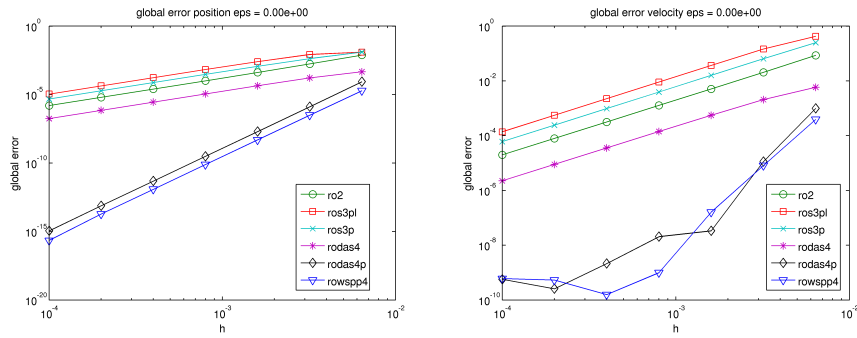 global error position eps = 0.00e+00
10^0
10^-5
10^-10
10^-15
10^-20
global error
10^-4
10^-3
10^-2
h
ro2
ros3pl
ros3p
rodas4
rodas4p
rowspp4
global error velocity eps = 0.00e+00
10^0
10^-2
10^-4
10^-6
10^-8
10^-10
global error
10^-4
10^-3
10^-2
h
ro2
ros3pl
ros3p
rodas4
rodas4p
rowspp4